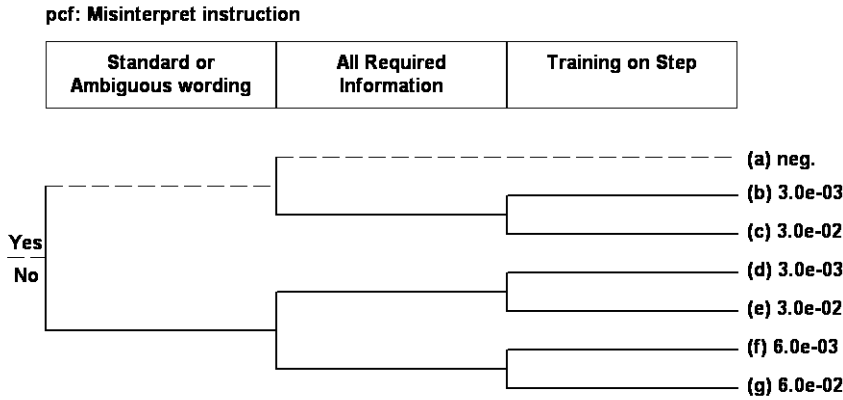 pcf: Misinterpret instruction
Standard or
Ambiguous wording
All Required
Information
Training on Step
(a) neg.
(b) 3.0e-03
(c) 3.0e-02
Yes
No
(d) 3.0e-03
(e) 3.0e-02
(f) 6.0e-03
(g) 6.0e-02